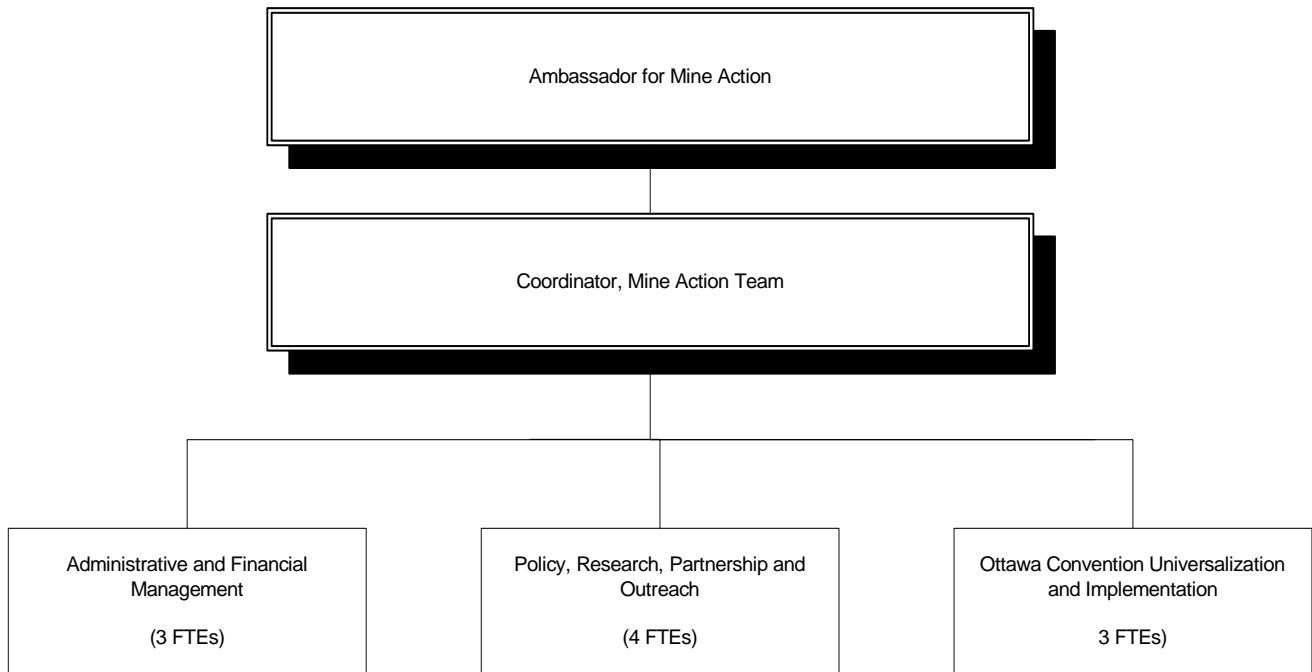 Ambassador for Mine Action
Coordinator, Mine Action Team
Administrative and Financial
Management
(3 FTEs)
Policy, Research, Partnership and
Outreach
(4 FTEs)
Ottawa Convention Universalization
and Implementation
3 FTEs)